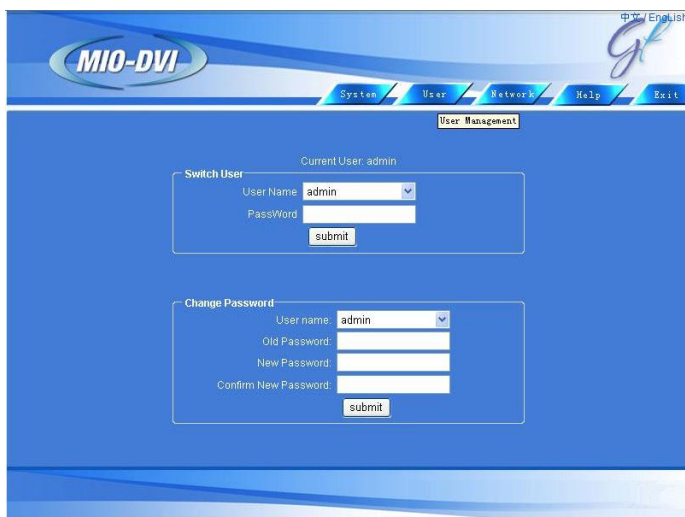 中文 / EngLish
MIO-DVI
System User Network Help Exit
User Management
Current User: admin
Switch User
User Name admin
PassWord
submit
Change Password
User name: admin
Old Password:
New Password:
Confirm New Password:
submit